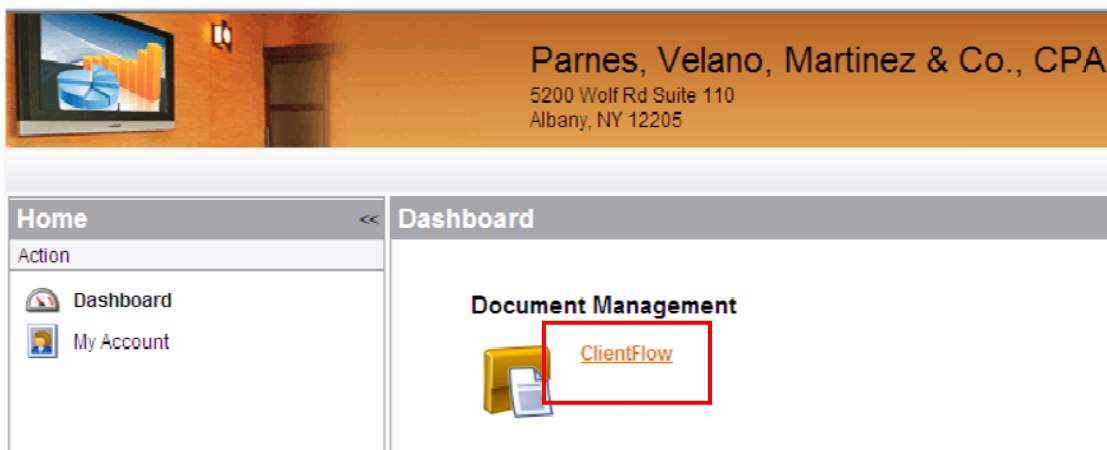 Parnes, Velano, Martinez & Co., CPA
5200 Wolf Rd Suite 110
Albany, NY 12205
Home <<
Action
Dashboard
My Account
Dashboard
Document Management
ClientFlow